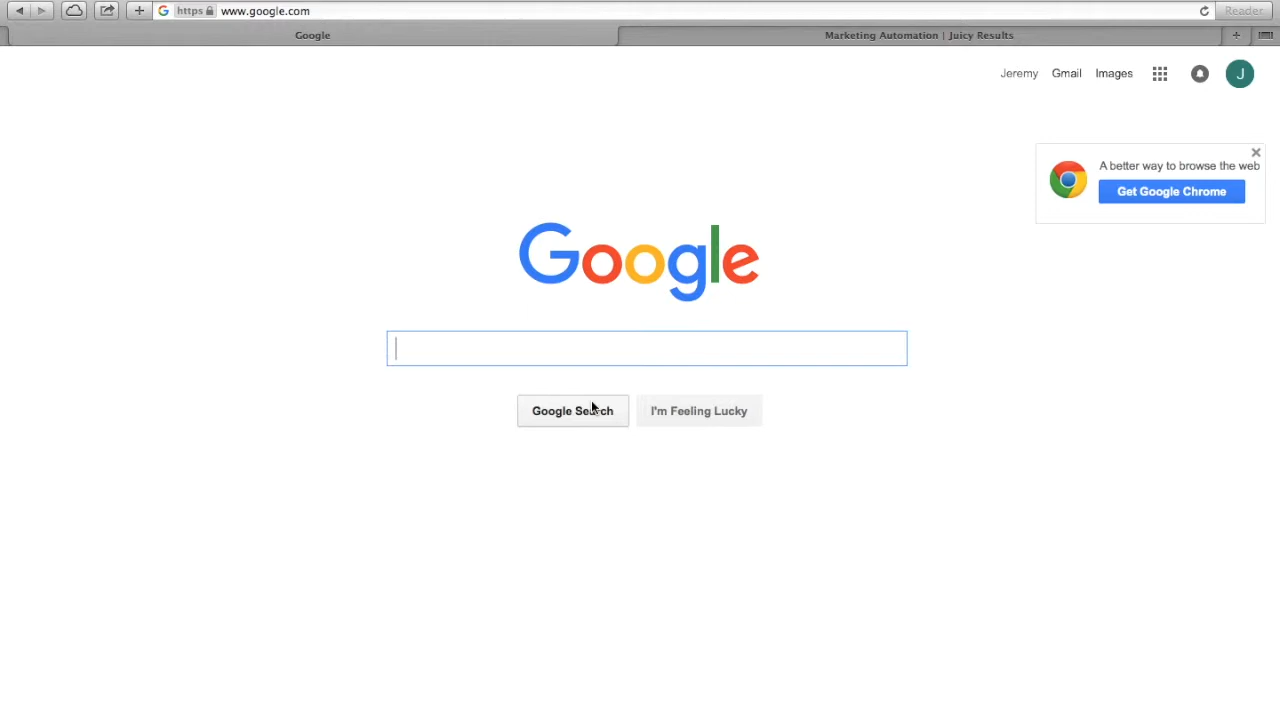 https www.google.com Reader
Google Marketing Automation | Juicy Results
Jeremy Gmail Images J
A better way to browse the web
Get Google Chrome
Google
Google Search I'm Feeling Lucky